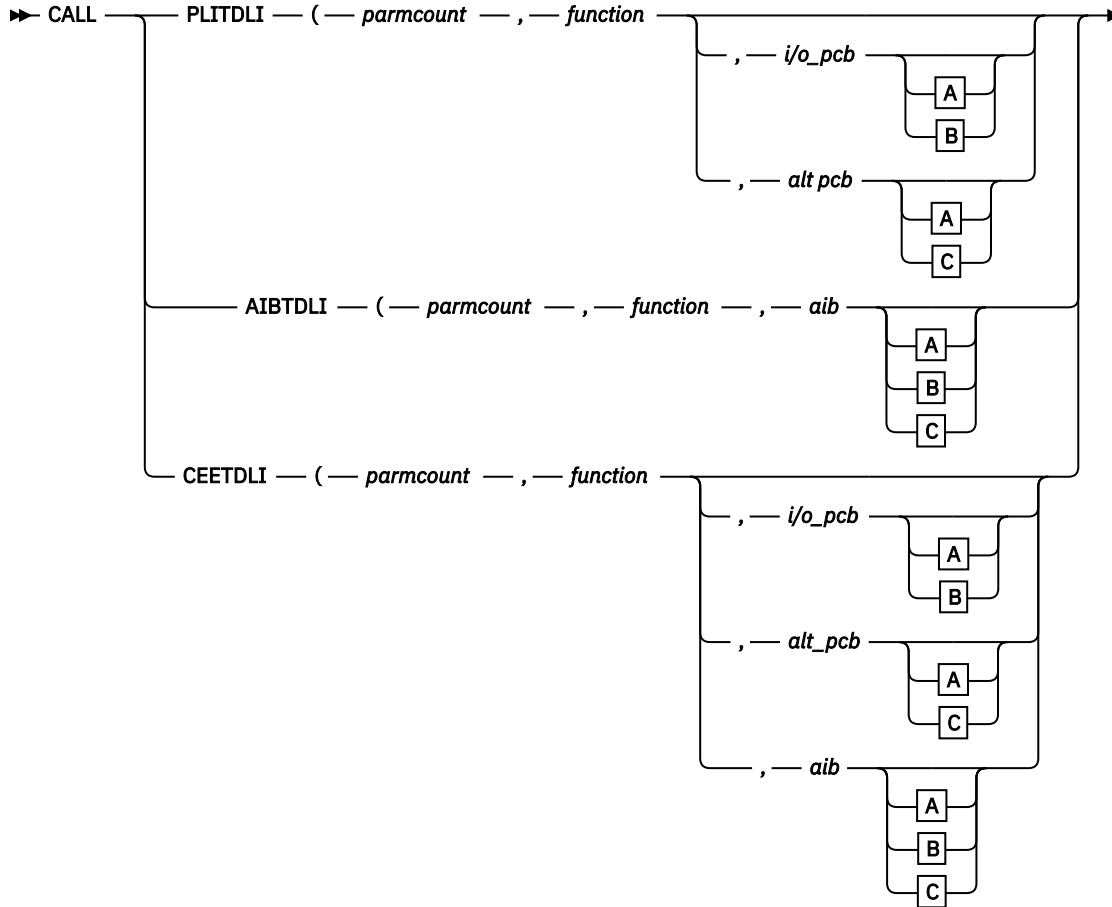 CALL PLITDLI ( parmcount , function
, i/o_pcb
A
B
, alt pcb
A
C
AIBTDLI ( parmcount , function , aib
A
B
C
CEETDLI ( parmcount , function
, i/o_pcb
A
B
, alt_pcb
A
C
, aib
A
B
C